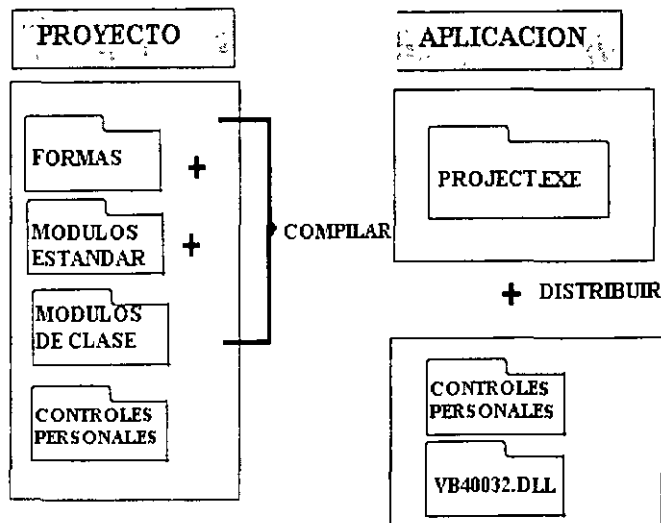 PROYECTO
FORMAS
+
MODULOS
ESTANDAR
+
MODULOS
DE CLASE
CONTROLES
PERSONALES
COMPILAR
APLICACION
PROJECT.EXE
+ DISTRIBUIR
CONTROLES
PERSONALES
VB40032.DLL